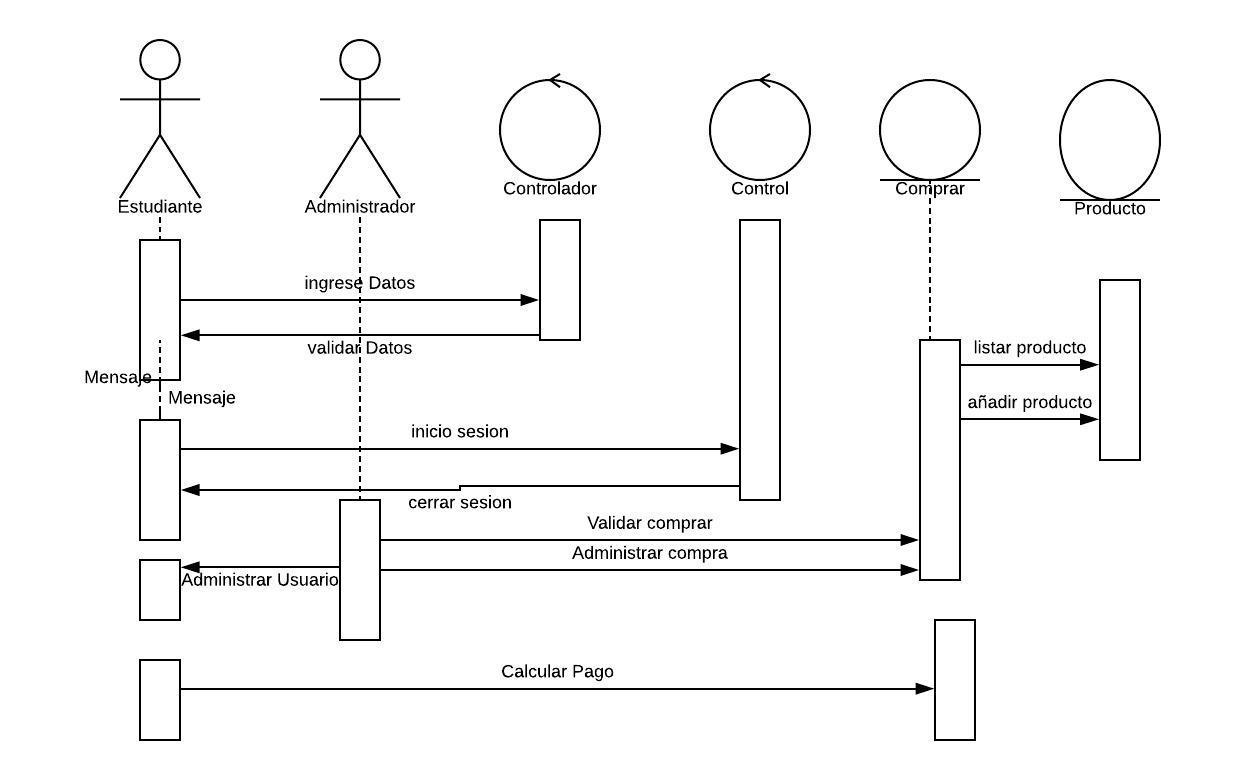 Estudiante
Administrador
Controlador
Control
Comprar
Producto
ingrese Datos
validar Datos
listar producto
Mensaje
Mensaje
añadir producto
inicio sesion
cerrar sesion
Validar comprar
Administrar compra
Administrar Usuario
Calcular Pago